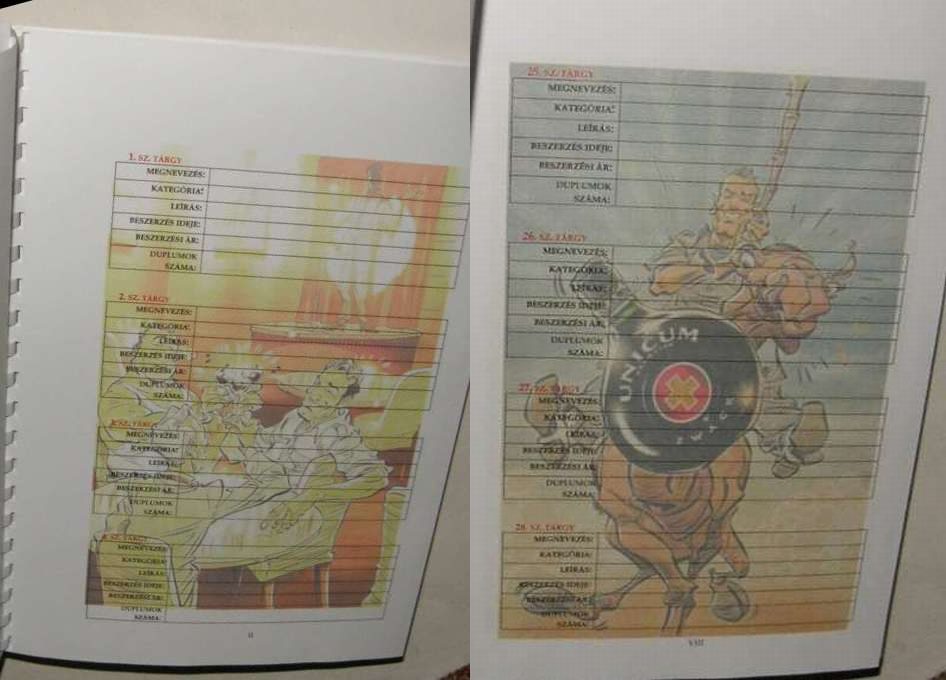 1. SZ. TÁRGY
MEGNEVEZÉS:
KATEGÓRIA:
LEÍRÁS:
BESZERZÉS IDEJE:
BESZERZÉSI ÁR:
DUPLUMOK
SZÁMA:
2. SZ. TÁRGY
MEGNEVEZÉS:
KATEGÓRIA:
LEÍRÁS:
BESZERZÉS IDEJE:
BESZERZÉSI ÁR:
DUPLUMOK
SZÁMA:
3. SZ. TÁRGY
MEGNEVEZÉS:
KATEGÓRIA:
LEÍRÁS:
BESZERZÉS IDEJE:
BESZERZÉSI ÁR:
DUPLUMOK
SZÁMA:
4. SZ. TÁRGY
MEGNEVEZÉS:
KATEGÓRIA:
LEÍRÁS:
BESZERZÉS IDEJE:
BESZERZÉSI ÁR:
DUPLUMOK
SZÁMA:
II
25. SZ. TÁRGY
MEGNEVEZÉS:
KATEGÓRIA:
LEÍRÁS:
BESZERZÉS IDEJE:
BESZERZÉSI ÁR:
DUPLUMOK
SZÁMA:
26. SZ. TÁRGY
MEGNEVEZÉS:
KATEGÓRIA:
LEÍRÁS:
BESZERZÉS IDEJE:
BESZERZÉSI ÁR:
DUPLUMOK
SZÁMA:
UNICUM
27. SZ. TÁRGY
MEGNEVEZÉS:
KATEGÓRIA:
LEÍRÁS:
BESZERZÉS IDEJE:
BESZERZÉSI ÁR:
DUPLUMOK
SZÁMA:
28. SZ. TÁRGY
MEGNEVEZÉS:
KATEGÓRIA:
LEÍRÁS:
BESZERZÉS IDEJE:
BESZERZÉSI ÁR:
DUPLUMOK
SZÁMA:
VIII